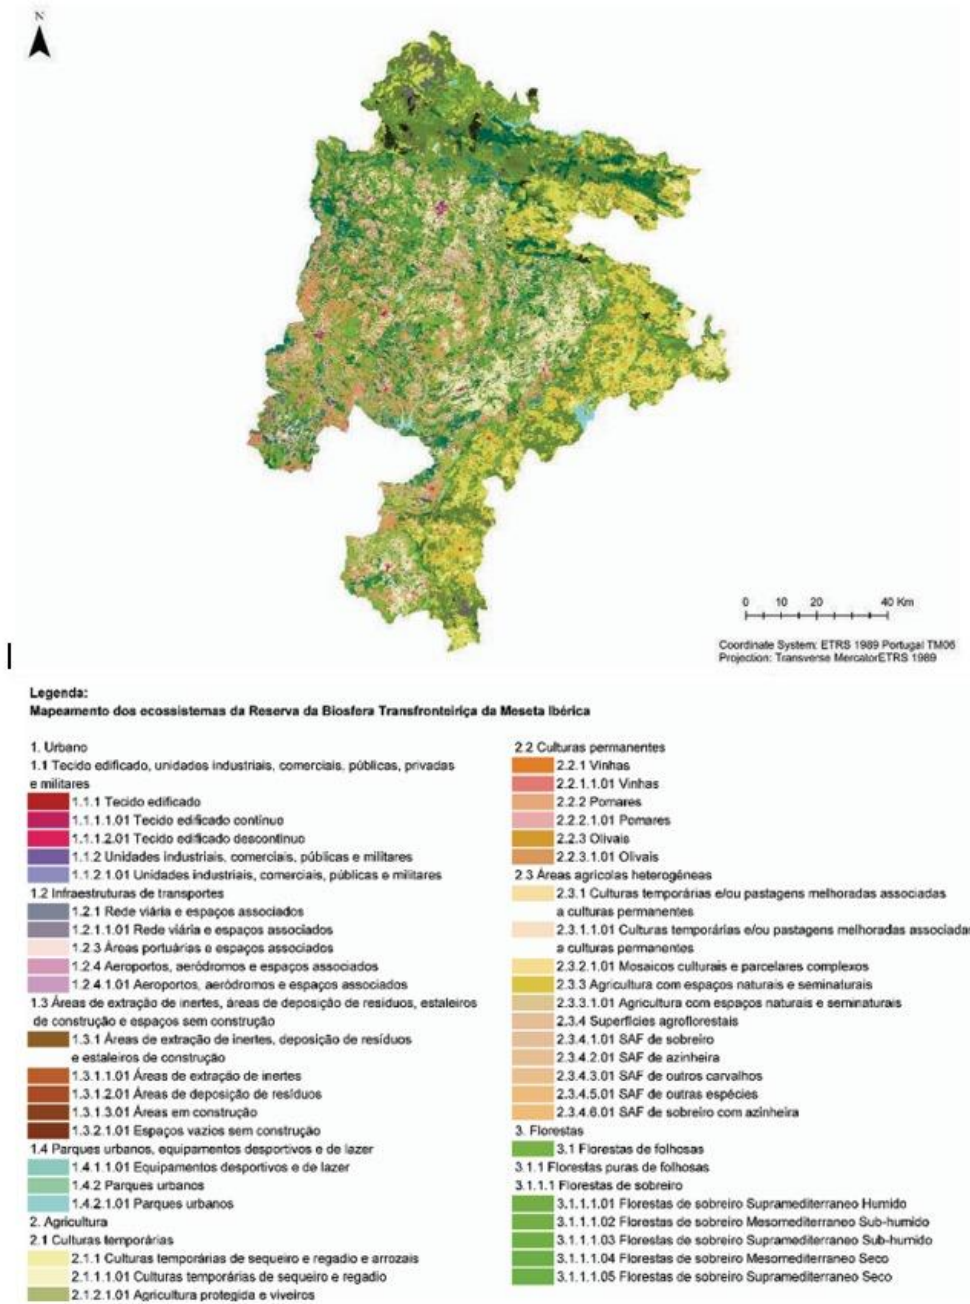 N
0 10 20 40 Km
Coordinate System: ETRS 1989 Portugal TM06
Projection: Transverse MercatorETRS 1989
Legenda:
Mapeamento dos ecossistemas da Reserva da Biosfera Transfronteiriça da Meseta Ibérica
1. Urbano
1.1 Tecido edificado, unidades industriais, comerciais, públicas, privadas
e militares
1.1.1 Tecido edificado
1.1.1.1.01 Tecido edificado contínuo
1.1.1.2.01 Tecido edificado descontínuo
1.1.2 Unidades industriais, comerciais, públicas e militares
1.1.2.1.01 Unidades industriais, comerciais, públicas e militares
1.2 Infraestruturas de transportes
1.2.1 Rede viária e espaços associados
1.2.1.1.01 Rede viária e espaços associados
1.2.3 Áreas portuárias e espaços associados
1.2.4 Aeroportos, aeródromos e espaços associados
1.2.4.1.01 Aeroportos, aeródromos e espaços associados
1.3 Áreas de extração de inertes, áreas de deposição de resíduos, estaleiros
de construção e espaços sem construção
1.3.1 Áreas de extração de inertes, deposição de resíduos
e estaleiros de construção
1.3.1.1.01 Áreas de extração de inertes
1.3.1.2.01 Áreas de deposição de resíduos
1.3.1.3.01 Áreas em construção
1.3.2.1.01 Espaços vazios sem construção
1.4 Parques urbanos, equipamentos desportivos e de lazer
1.4.1.1.01 Equipamentos desportivos e de lazer
1.4.2 Parques urbanos
1.4.2.1.01 Parques urbanos
2. Agricultura
2.1 Culturas temporárias
2.1.1 Culturas temporárias de sequeiro e regadio e arrozais
2.1.1.1.01 Culturas temporárias de sequeiro e regadio
2.1.2.1.01 Agricultura protegida e viveiros
2.2 Culturas permanentes
2.2.1 Vinhas
2.2.1.1.01 Vinhas
2.2.2 Pomares
2.2.2.1.01 Pomares
2.2.3 Olivais
2.2.3.1.01 Olivais
2.3 Áreas agrícolas heterogéneas
2.3.1 Culturas temporárias e/ou pastagens melhoradas associadas
a culturas permanentes
2.3.1.1.01 Culturas temporárias e/ou pastagens melhoradas associadas
a culturas permanentes
2.3.2.1.01 Mosaicos culturais e parcelares complexos
2.3.3 Agricultura com espaços naturais e seminaturais
2.3.3.1.01 Agricultura com espaços naturais e seminaturais
2.3.4 Superfícies agroflorestais
2.3.4.1.01 SAF de sobreiro
2.3.4.2.01 SAF de azinheira
2.3.4.3.01 SAF de outros carvalhos
2.3.4.5.01 SAF de outras espécies
2.3.4.6.01 SAF de sobreiro com azinheira
3. Florestas
3.1 Florestas de folhosas
3.1.1 Florestas puras de folhosas
3.1.1.1 Florestas de sobreiro
3.1.1.1.01 Florestas de sobreiro Supramediterraneo Humido
3.1.1.1.02 Florestas de sobreiro Mesomediterraneo Sub-humido
3.1.1.1.03 Florestas de sobreiro Supramediterraneo Sub-humido
3.1.1.1.04 Florestas de sobreiro Mesomediterraneo Seco
3.1.1.1.05 Florestas de sobreiro Supramediterraneo Seco